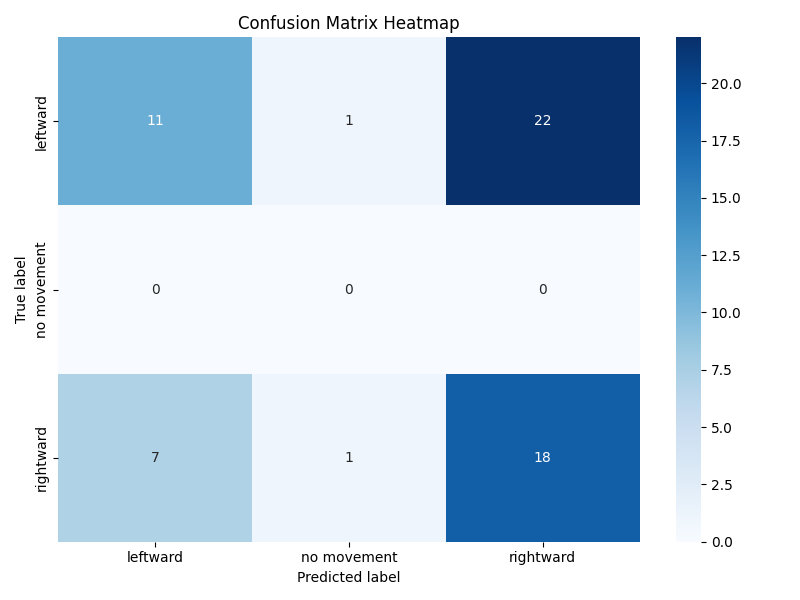 Confusion Matrix Heatmap
True label
leftward
no movement
rightward
11 1 22
0 0 0
7 1 18
leftward no movement rightward
Predicted label
20.0
17.5
15.0
12.5
10.0
7.5
5.0
2.5
0.0